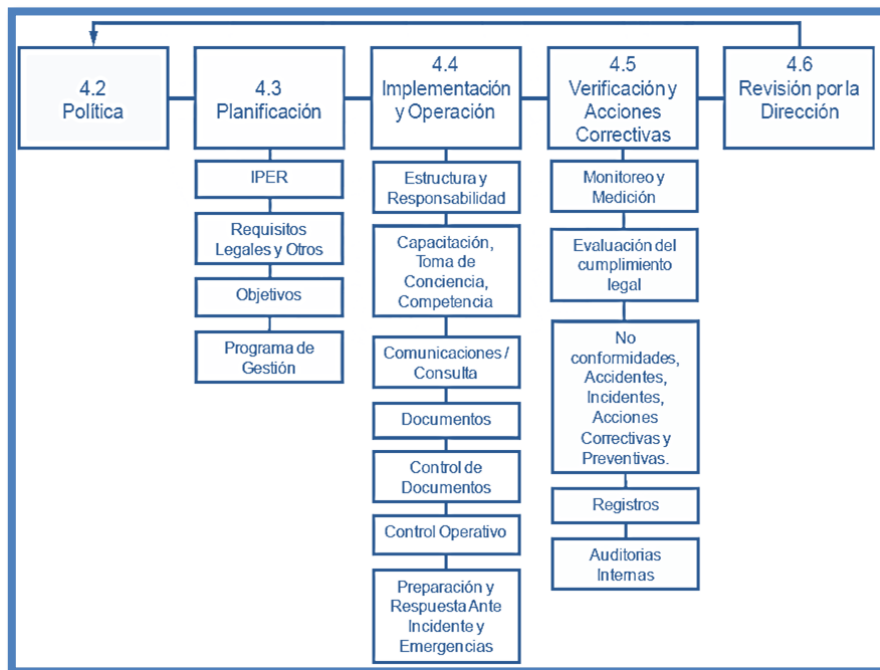 4.2
Política
4.3
Planificación
4.4
Implementación
y Operación
4.5
Verificación y
Acciones
Correctivas
4.6
Revisión por la
Dirección
IPER
Requisitos
Legales y Otros
Objetivos
Programa de
Gestión
Estructura y
Responsabilidad
Capacitación,
Toma de
Conciencia,
Competencia
Comunicaciones /
Consulta
Documentos
Control de
Documentos
Control Operativo
Preparación y
Respuesta Ante
Incidente y
Emergencias
Monitoreo y
Medición
Evaluación del
cumplimiento
legal
No
conformidades,
Accidentes,
Incidentes,
Acciones
Correctivas y
Preventivas.
Registros
Auditorias
Internas